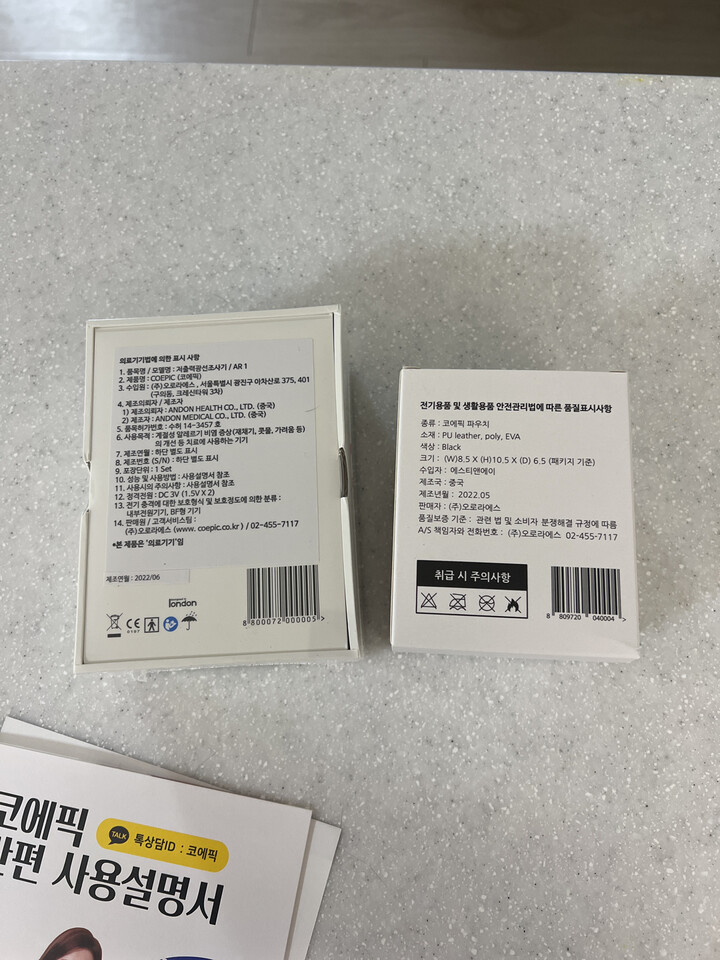 의료기기법에 의한 표시 사항
1. 품목명 / 모델명 : 저출력광선조사기 / AR 1
2. 제품명 : COEPIC (코에픽)
3. 수입원 : (주)오로라에스 , 서울특별시 광진구 아차산로 375, 401
(구의동, 크레신타워 3차)
4. 제조의뢰자 / 제조자
1) 제조의뢰자 : ANDON HEALTH CO., LTD. (중국)
2) 제조자 : ANDON MEDICAL CO., LTD. (중국)
5. 품목허가번호 : 수허 14-3457 호
6. 사용목적 : 계절성 알레르기 비염 증상(재채기, 콧물, 가려움 등)
의 개선 등 치료에 사용하는 기기
7. 제조연월 : 하단 별도 표시
8. 제조번호 (S/N) : 하단 별도 표시
9. 포장단위 : 1 Set
10. 성능 및 사용방법 : 사용설명서 참조
11. 사용시의 주의사항 : 사용설명서 참조
12. 정격전원 : DC 3V (1.5V X 2)
13. 전기 충격에 대한 보호형식 및 보호정도에 의한 분류 :
내부전원기기, BF형 기기
14. 판매원 / 고객서비스팀 :
(주)오로라에스 (www. coepic.co.kr ) / 02-455-7117
*본 제품은 '의료기기'임
제조연월 : 2022/06
london
CE
0197
8 800072 000005 >
전기용품 및 생활용품 안전관리법에 따른 품질표시사항
종류 : 코에픽 파우치
소재 : PU leather, poly, EVA
색상 : Black
크기 : (W)8.5 X (H)10.5 X (D) 6.5 (패키지 기준)
수입자 : 에스티앤에이
제조국 : 중국
제조년월 : 2022.05
판매자 : (주)오로라에스
품질보증 기준 : 관련 법 및 소비자 분쟁해결 규정에 따름
A/S 책임자와 전화번호 : (주)오로라에스 02-455-7117
취급 시 주의사항
8 809720 040004 >
코에픽
TALK 톡상담ID : 코에픽
간편 사용설명서